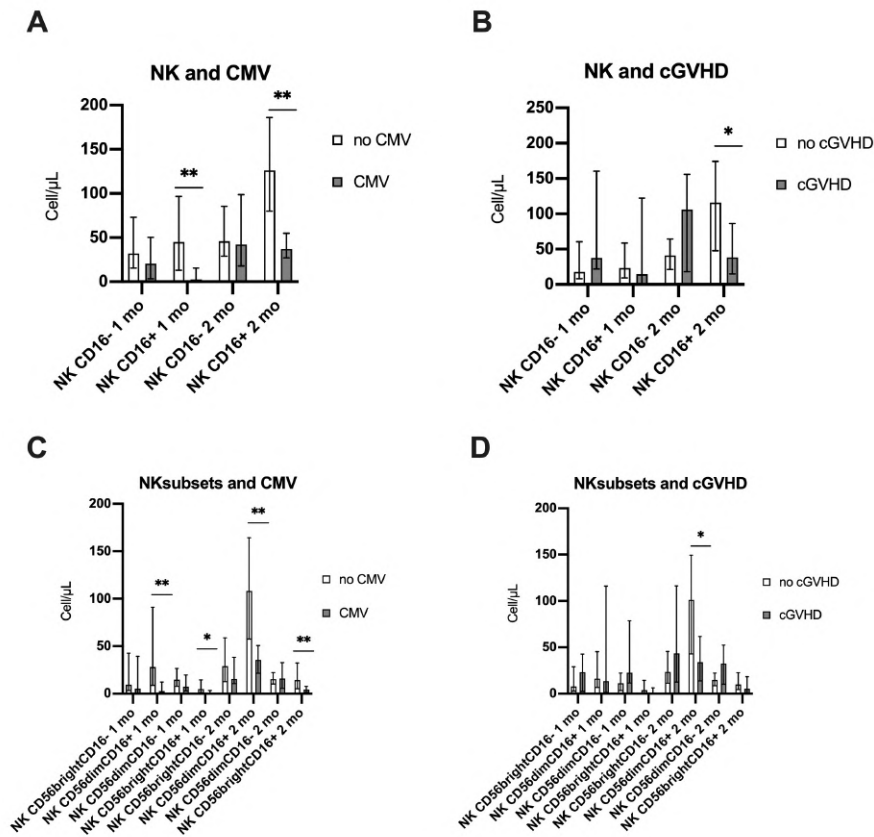 A
NK and CMV
200
150
100
50
0
Cell/µL
**
**
no CMV
CMV
NK CD16- 1 mo
NK CD16+ 1 mo
NK CD16- 2 mo
NK CD16+ 2 mo
B
NK and cGVHD
250
200
150
100
50
0
Cell/µL
*
no cGVHD
cGVHD
NK CD16- 1 mo
NK CD16+ 1 mo
NK CD16- 2 mo
NK CD16+ 2 mo
C
NKsubsets and CMV
200
150
100
50
0
Cell/µL
**
*
**
**
no CMV
CMV
NK CD56brightCD16- 1 mo
NK CD56dimCD16+ 1 mo
NK CD56dimCD16- 1 mo
NK CD56brightCD16+ 1 mo
NK CD56brightCD16- 2 mo
NK CD56dimCD16+ 2 mo
NK CD56dimCD16- 2 mo
NK CD56brightCD16+ 2 mo
D
NKsubsets and cGVHD
200
150
100
50
0
Cell/µL
*
no cGVHD
cGVHD
NK CD56brightCD16- 1 mo
NK CD56dimCD16+ 1 mo
NK CD56dimCD16- 1 mo
NK CD56brightCD16+ 1 mo
NK CD56brightCD16- 2 mo
NK CD56dimCD16+ 2 mo
NK CD56dimCD16- 2 mo
NK CD56brightCD16+ 2 mo